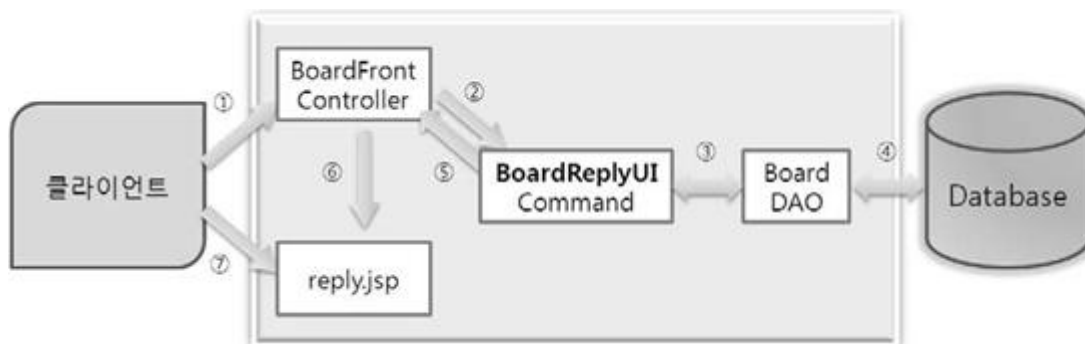 BoardFront
Controller
①
②
클라이언트
⑥
⑤
BoardReplyUI
Command
③
Board
DAO
④
Database
⑦
reply.jsp